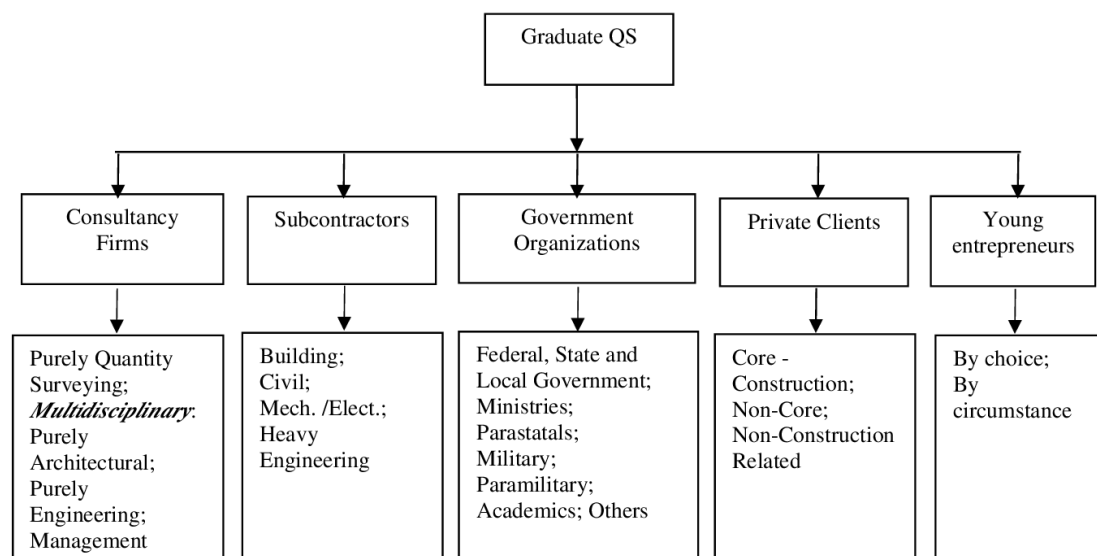 Graduate QS
Consultancy
Firms
Subcontractors
Government
Organizations
Private Clients
Young
entrepreneurs
Purely Quantity
Surveying;
Multidisciplinary:
Purely
Architectural;
Purely
Engineering;
Management
Building;
Civil;
Mech. /Elect.;
Heavy
Engineering
Federal, State and
Local Government;
Ministries;
Parastatals;
Military;
Paramilitary;
Academics; Others
Core -
Construction;
Non-Core;
Non-Construction
Related
By choice;
By
circumstance